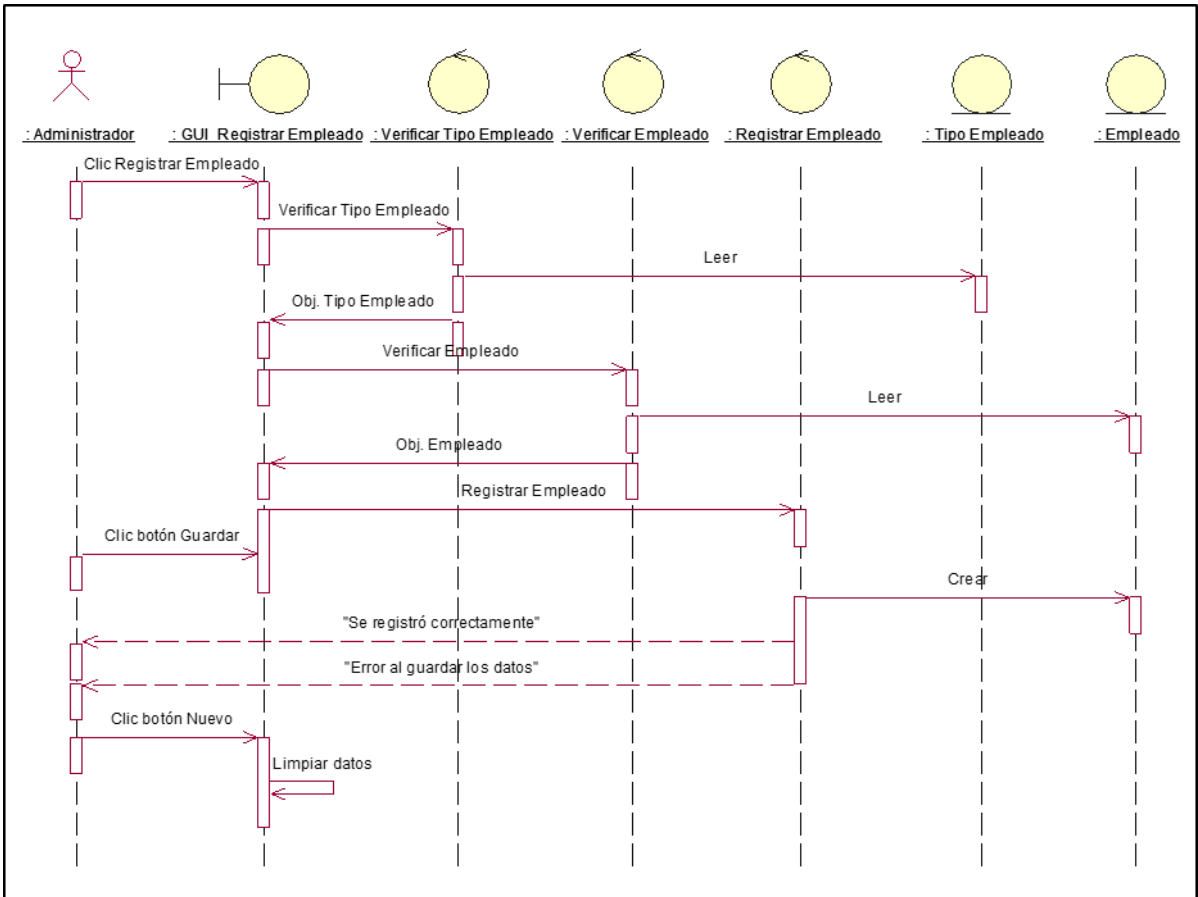 : Administrador
: GUI_Registrar Empleado
: Verificar Tipo Empleado
: Verificar Empleado
: Registrar Empleado
: Tipo Empleado
: Empleado
Clic Registrar Empleado
Verificar Tipo Empleado
Leer
Obj. Tipo Empleado
Verificar Empleado
Leer
Obj. Empleado
Registrar Empleado
Clic botón Guardar
Crear
"Se registró correctamente"
"Error al guardar los datos"
Clic botón Nuevo
Limpiar datos